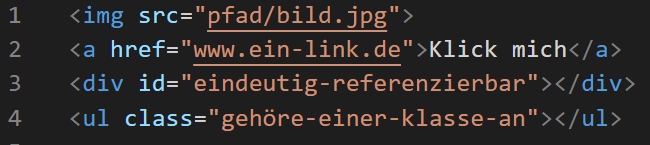 1 <img src="pfad/bild.jpg">
2 <a href="www.ein-link.de">Klick mich</a>
3 <div id="eindeutig-referenzierbar"></div>
4 <ul class="gehöre-einer-klasse-an"></ul>